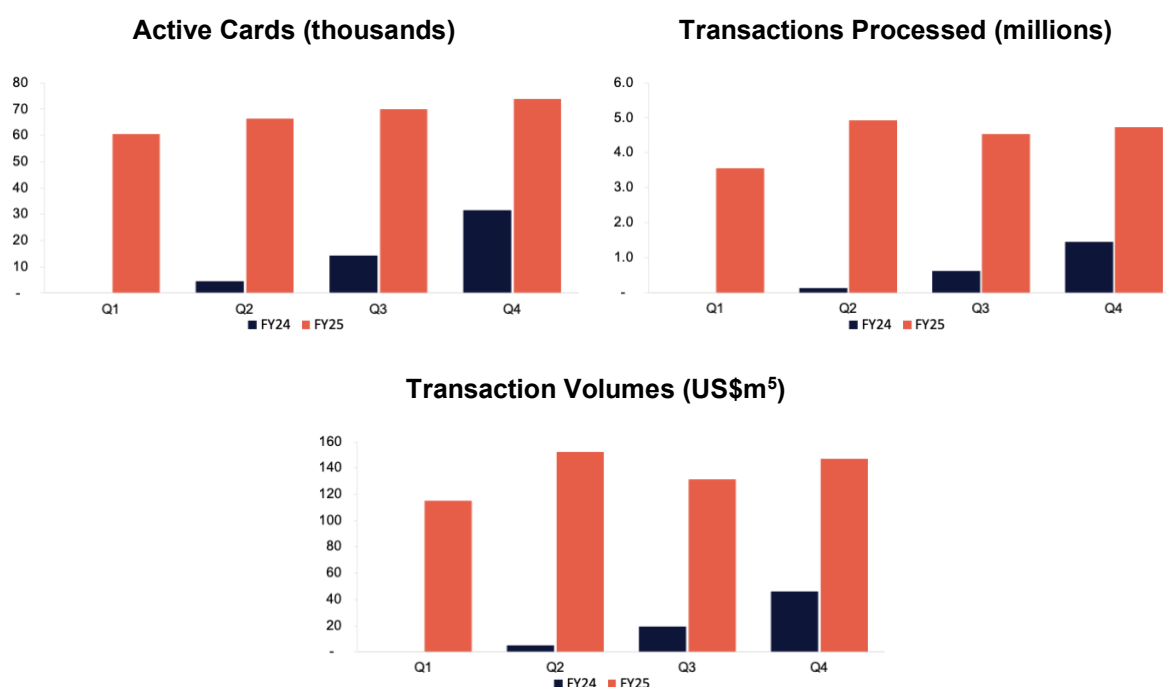 Active Cards (thousands)
80
70
60
50
40
30
20
10
-
Q1 Q2 Q3 Q4
FY24 FY25
Transactions Processed (millions)
6.0
5.0
4.0
3.0
2.0
1.0
-
Q1 Q2 Q3 Q4
FY24 FY25
Transaction Volumes (US$m⁵)
160
140
120
100
80
60
40
20
-
Q1 Q2 Q3 Q4
FY24 FY25